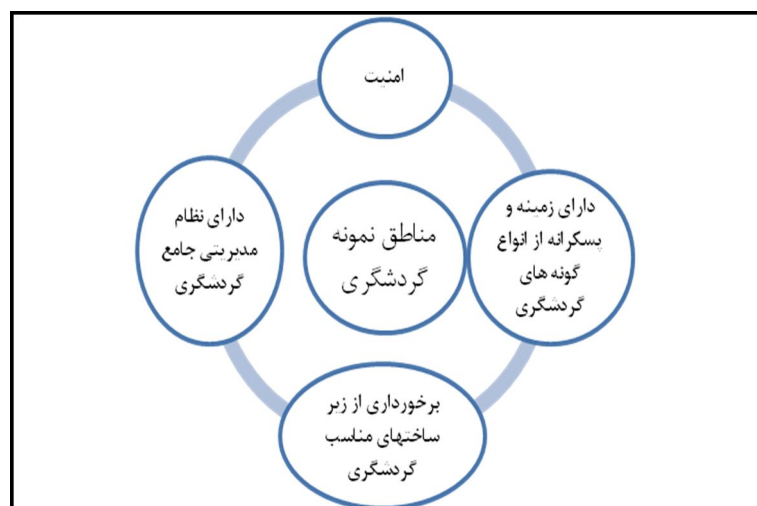 امنیت
دارای زمینه و
پسکرانه از انواع
گونه های
گردشگری
مناطق نمونه
گردشگری
دارای نظام
مدیریتی جامع
گردشگری
برخورداری از زیر
ساختهای مناسب
گردشگری